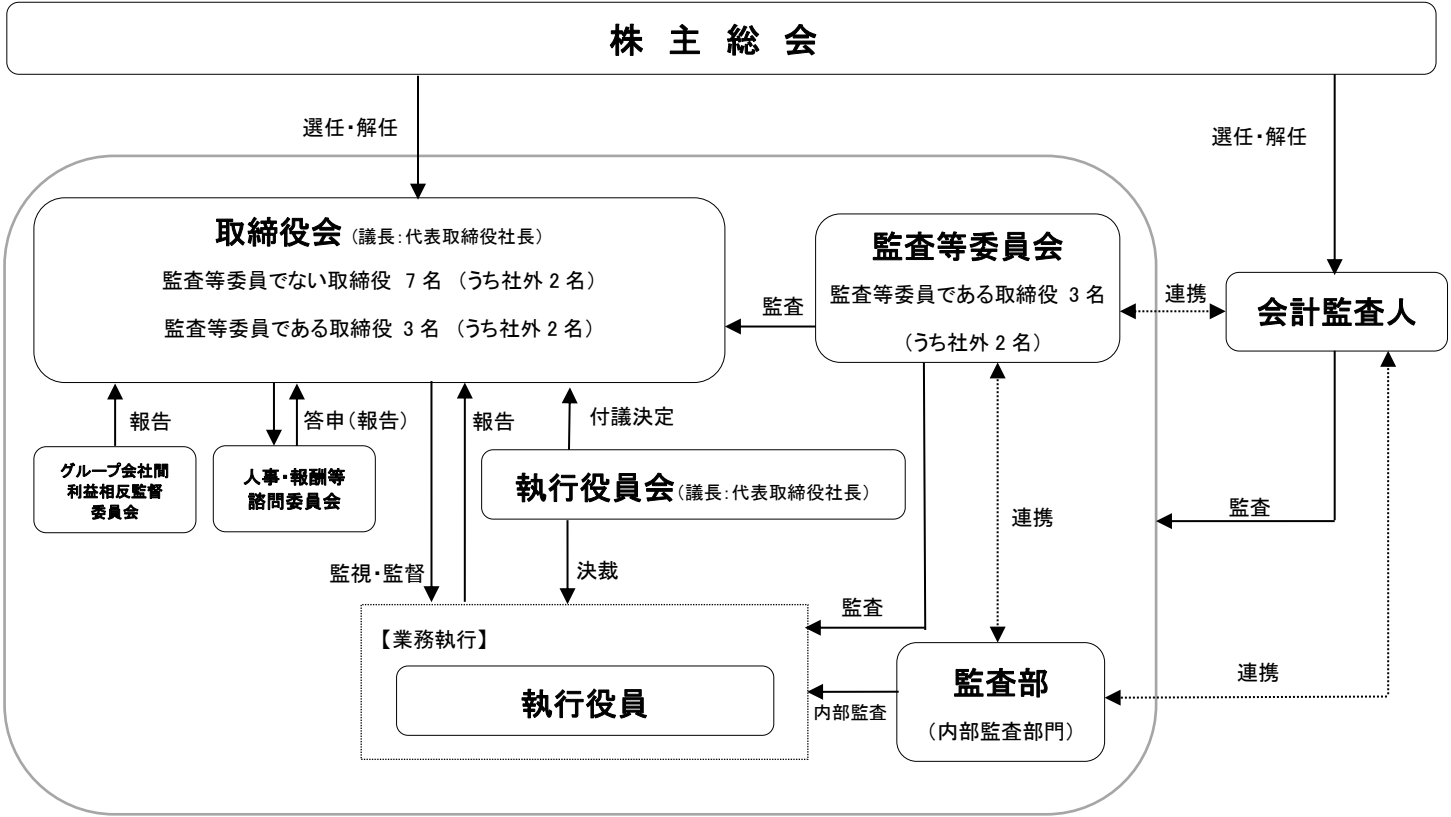 株 主 総 会
選任・解任
選任・解任
取締役会（議長：代表取締役社長）
監査等委員でない取締役 7 名 （うち社外 2 名）
監査等委員である取締役 3 名 （うち社外 2 名）
監査
監査等委員会
監査等委員である取締役 3 名
（うち社外 2 名）
連携
会計監査人
報告
答申（報告）
報告
付議決定
グループ会社間
利益相反監督
委員会
人事・報酬等
諮問委員会
執行役員会（議長：代表取締役社長）
連携
監査
監視・監督
決裁
監査
【業務執行】
執行役員
内部監査
監査部
（内部監査部門）
連携